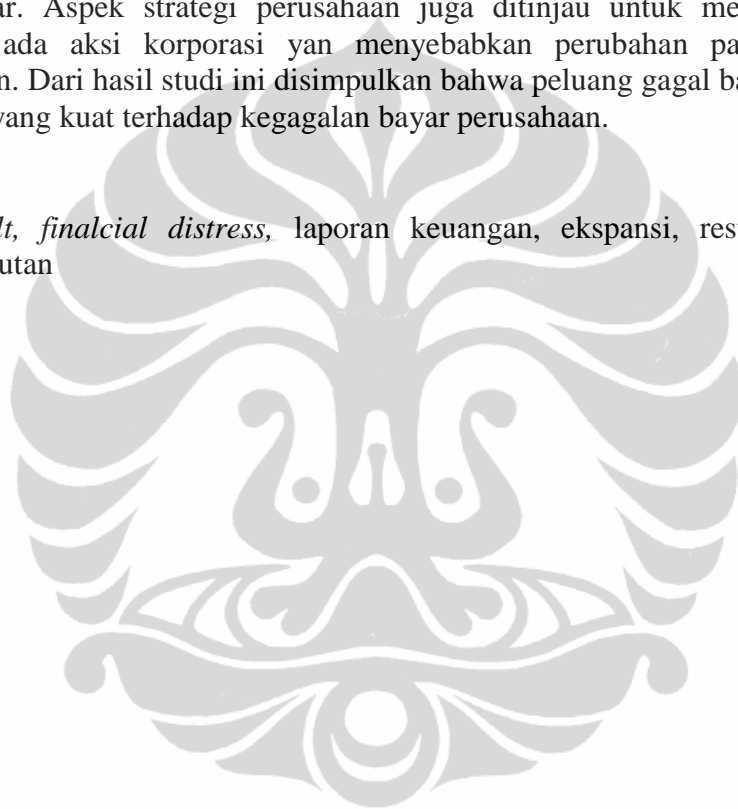 ar. Aspek strategi perusahaan juga ditinjau untuk me
ada aksi korporasi yan menyebabkan perubahan pa
n. Dari hasil studi ini disimpulkan bahwa peluang gagal ba
yang kuat terhadap kegagalan bayar perusahaan.
lt, finalcial distress, laporan keuangan, ekspansi, res
utan